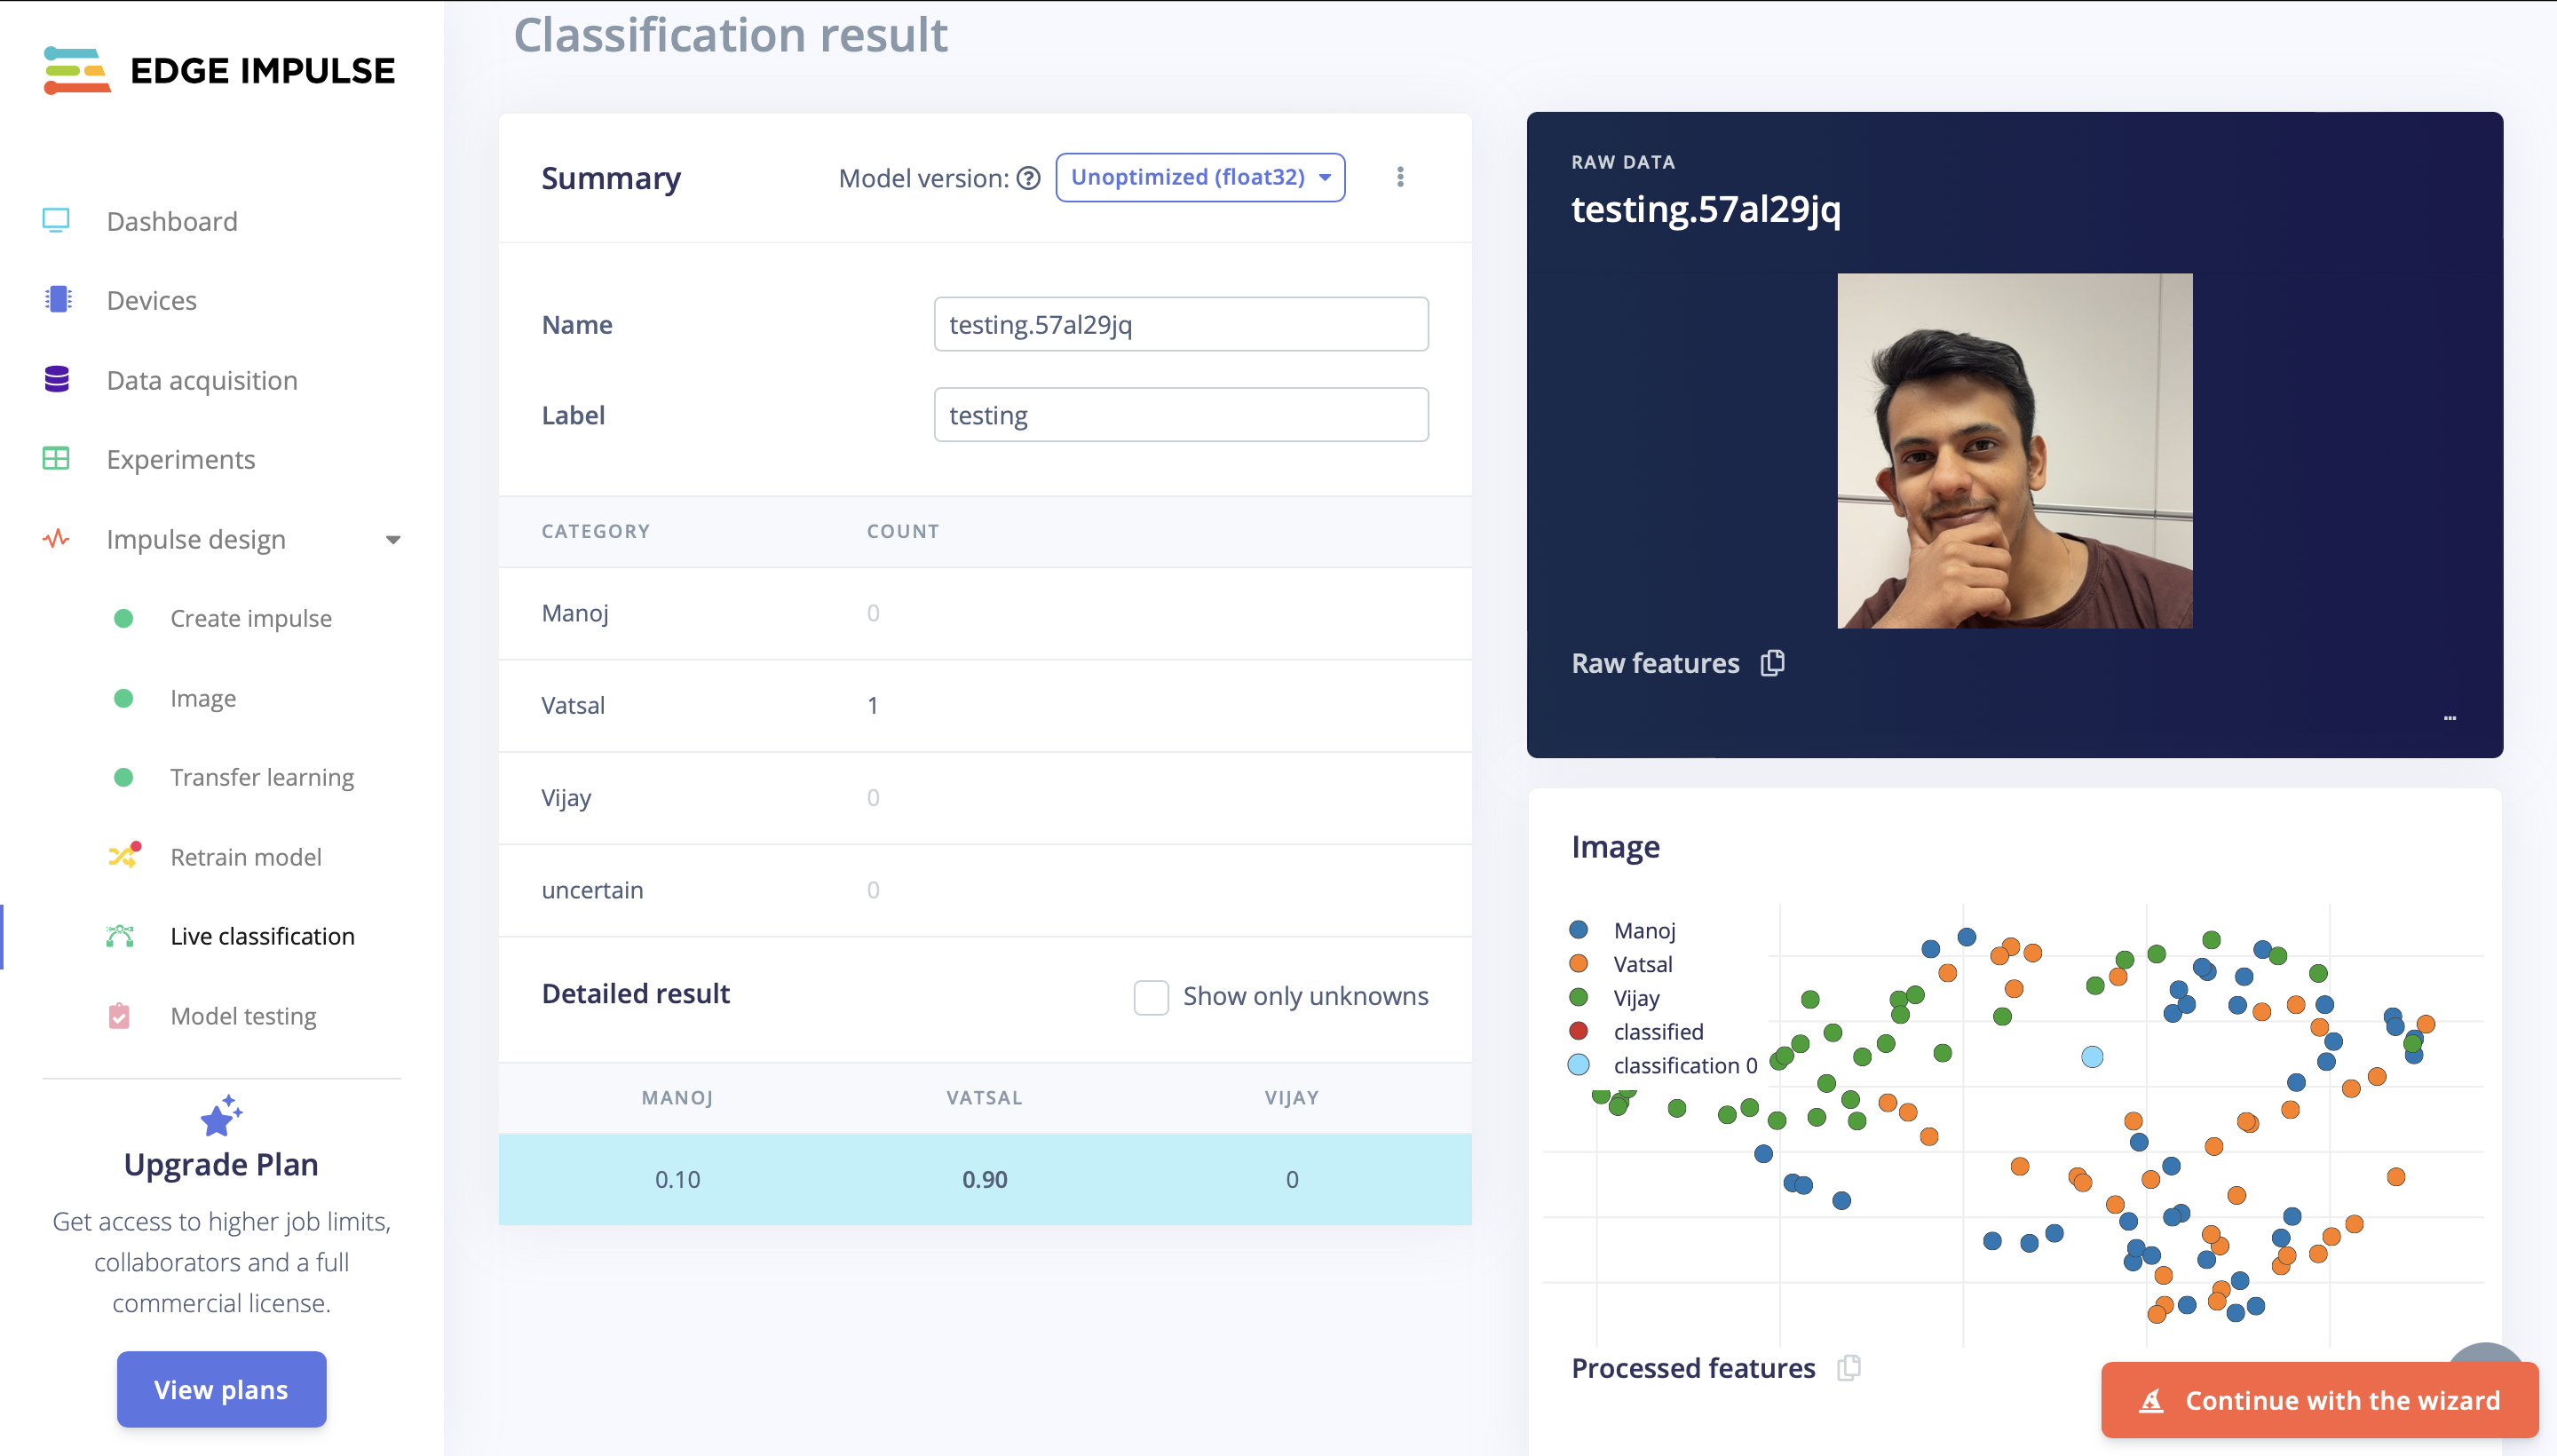 EDGE IMPULSE
Dashboard
Devices
Data acquisition
Experiments
Impulse design
Create impulse
Image
Transfer learning
Retrain model
Live classification
Model testing
Upgrade Plan
Get access to higher job limits,
collaborators and a full
commercial license.
View plans
Classification result
Summary
Model version: ? Unoptimized (float32)
Name testing.57al29jq
Label testing
CATEGORY COUNT
Manoj 0
Vatsal 1
Vijay 0
uncertain 0
Detailed result Show only unknowns
MANOJ VATSAL VIJAY
0.10 0.90 0
RAW DATA
testing.57al29jq
Raw features
...
Image
Manoj
Vatsal
Vijay
classified
classification 0
Processed features
Continue with the wizard